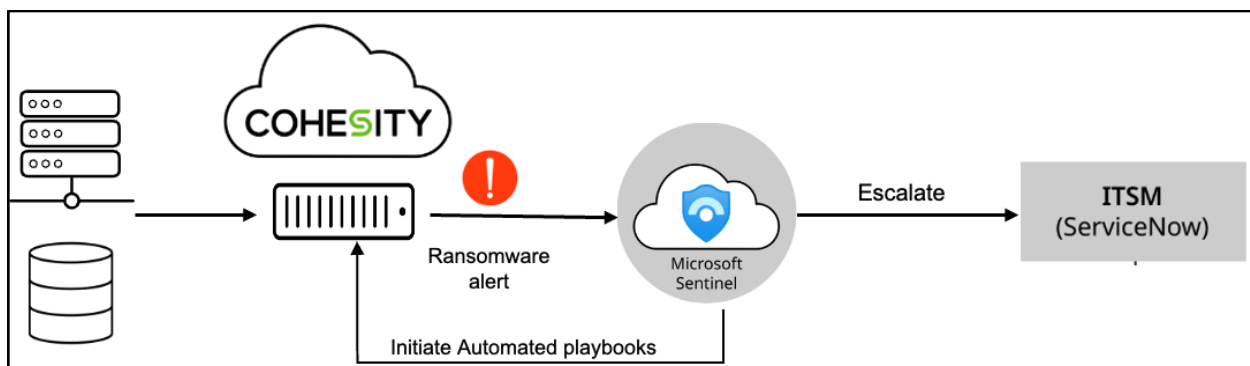 COHESITY
Ransomware
alert
Microsoft
Sentinel
Escalate
ITSM
(ServiceNow)
Initiate Automated playbooks